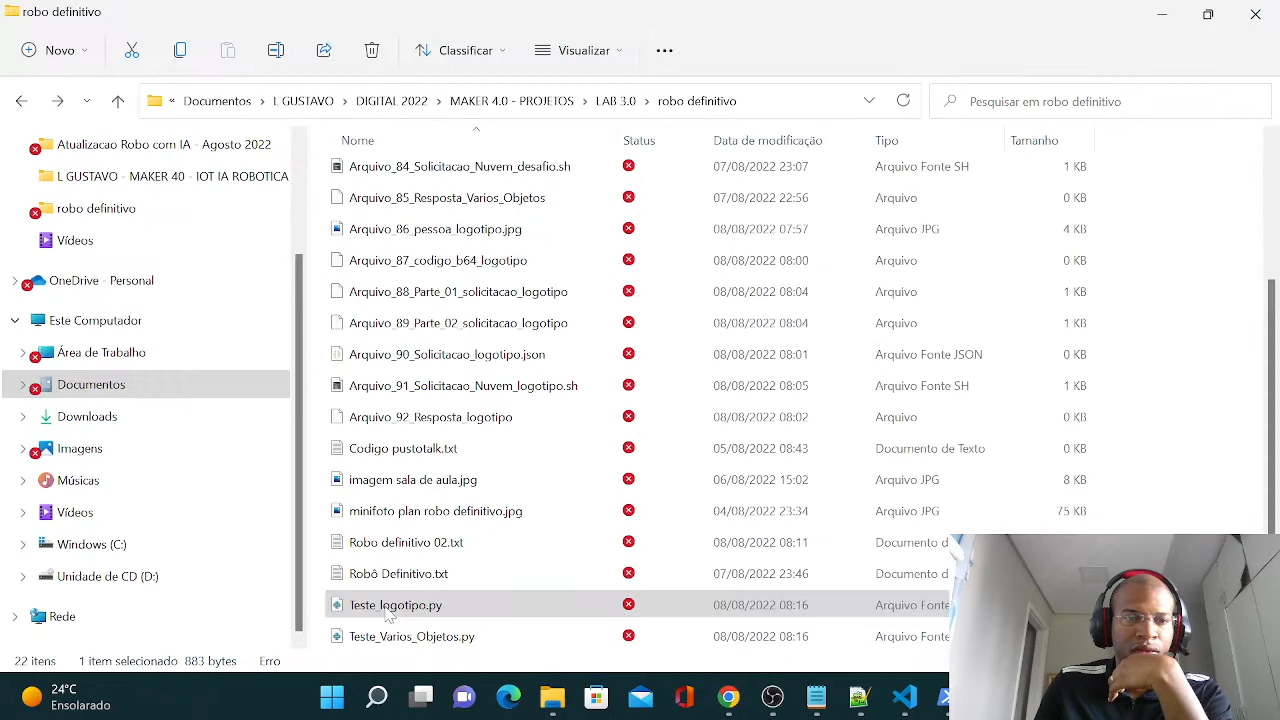 robo definitivo
Novo
Classificar
Visualizar
« Documentos > L GUSTAVO > DIGITAL 2022 > MAKER 4.0 - PROJETOS > LAB 3.0 > robo definitivo
Pesquisar em robo definitivo
Nome Status Data de modificação Tipo Tamanho
Atualizacao Robo com IA - Agosto 2022
L GUSTAVO - MAKER 40 - IOT IA ROBOTICA
robo definitivo
Vídeos
OneDrive - Personal
Este Computador
Área de Trabalho
Documentos
Downloads
Imagens
Músicas
Vídeos
Windows (C:)
Unidade de CD (D:)
Rede
Arquivo_84_Solicitacao_Nuvem_desafio.sh 07/08/2022 23:07 Arquivo Fonte SH 1 KB
Arquivo_85_Resposta_Varios_Objetos 07/08/2022 22:56 Arquivo 0 KB
Arquivo_86_pessoa_logotipo.jpg 08/08/2022 07:57 Arquivo JPG 4 KB
Arquivo_87_codigo_b64_logotipo 08/08/2022 08:00 Arquivo 0 KB
Arquivo_88_Parte_01_solicitacao_logotipo 08/08/2022 08:04 Arquivo 1 KB
Arquivo_89_Parte_02_solicitacao_logotipo 08/08/2022 08:04 Arquivo 1 KB
Arquivo_90_Solicitacao_logotipo.json 08/08/2022 08:01 Arquivo Fonte JSON 0 KB
Arquivo_91_Solicitacao_Nuvem_logotipo.sh 08/08/2022 08:05 Arquivo Fonte SH 1 KB
Arquivo_92_Resposta_logotipo 08/08/2022 08:02 Arquivo 0 KB
Codigo pustotalk.txt 05/08/2022 08:43 Documento de Texto 0 KB
imagem sala de aula.jpg 06/08/2022 15:02 Arquivo JPG 8 KB
minifoto plan robo definitivo.jpg 04/08/2022 23:34 Arquivo JPG 75 KB
Robo definitivo 02.txt 08/08/2022 08:11 Documento d
Robô Definitivo.txt 07/08/2022 23:46 Documento d
Teste_logotipo.py 08/08/2022 08:16 Arquivo Fonte
Teste_Varios_Objetos.py 08/08/2022 08:16 Arquivo Fonte
22 itens 1 item selecionado 883 bytes Erro
24°C
Ensolarado